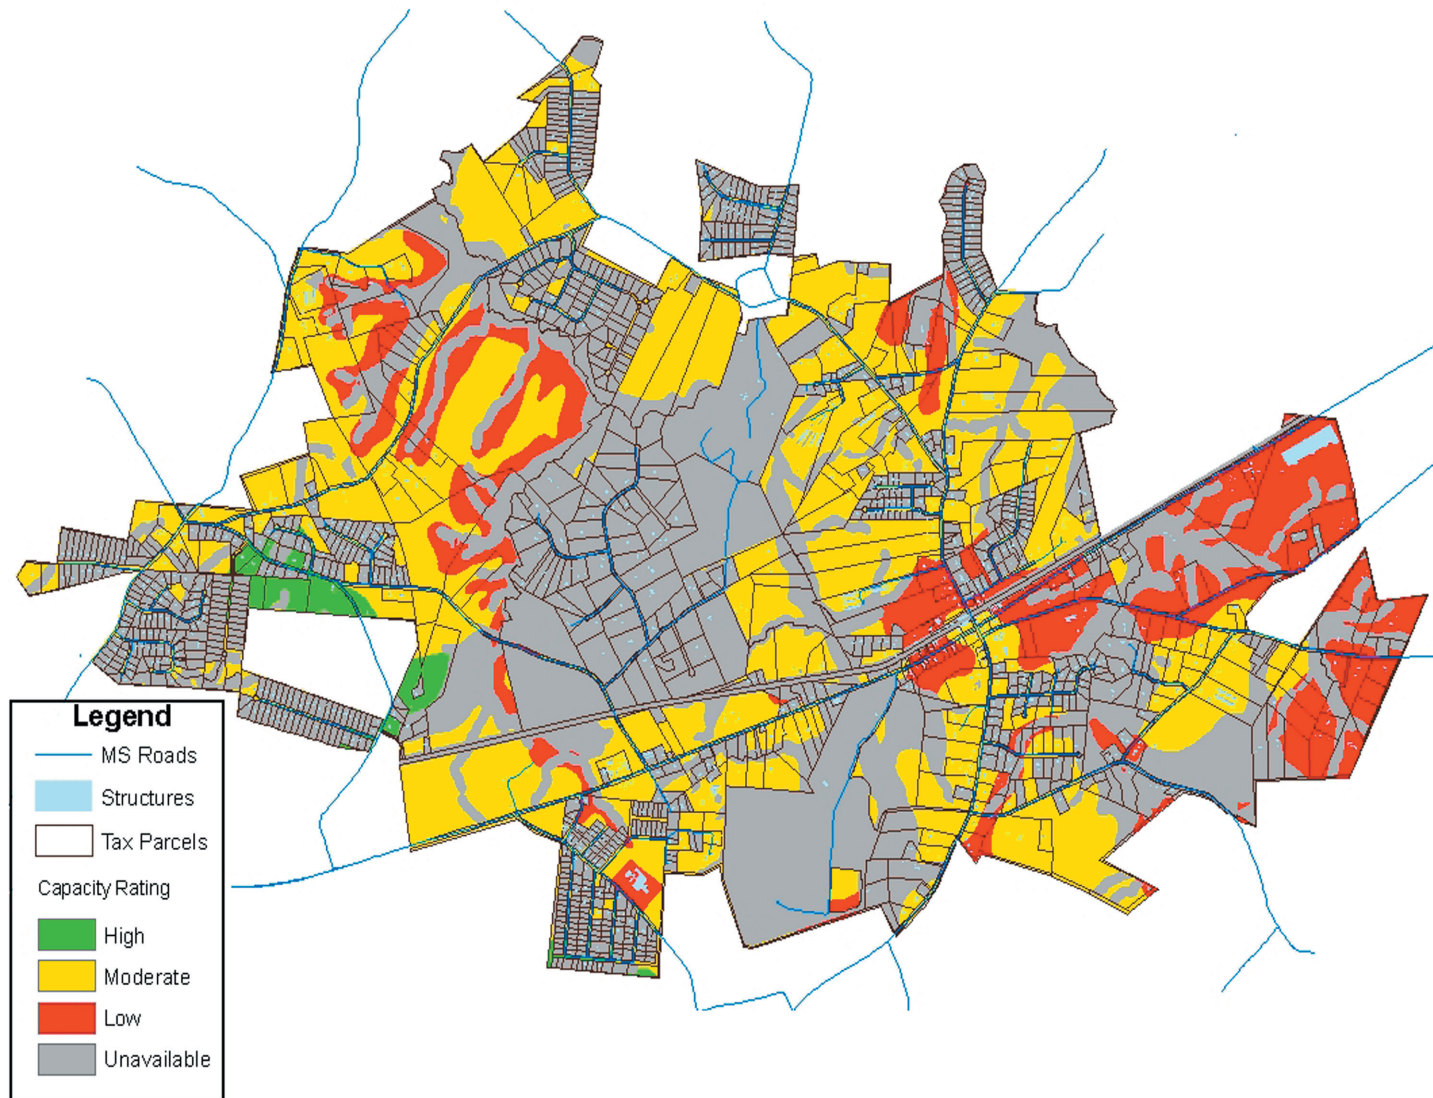 Legend
MS Roads
Structures
Tax Parcels
Capacity Rating
High
Moderate
Low
Unavailable